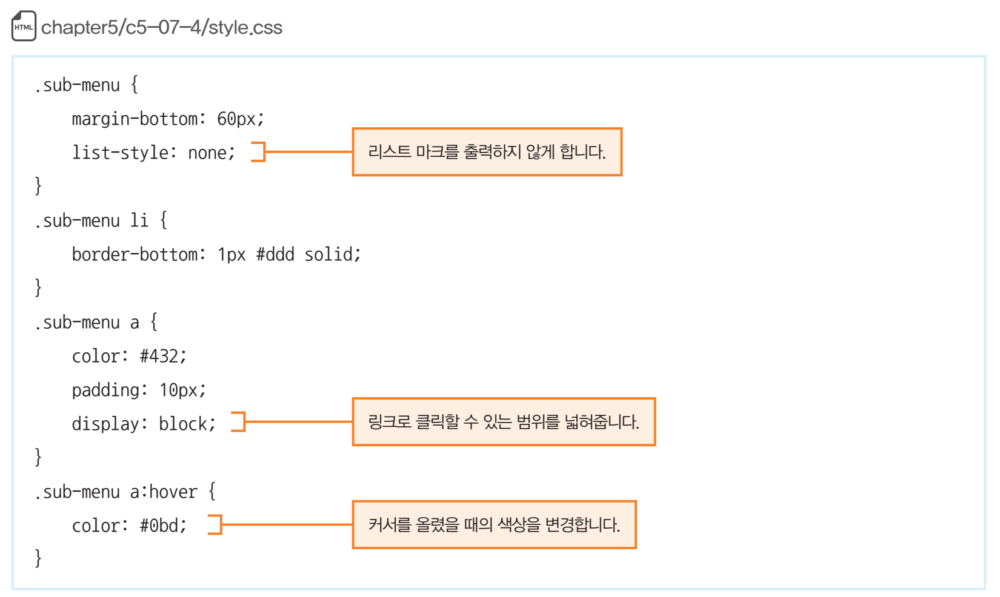 HTML chapter5/c5-07-4/style.css
.sub-menu {
    margin-bottom: 60px;
    list-style: none; 리스트 마크를 출력하지 않게 합니다.
}
.sub-menu li {
    border-bottom: 1px #ddd solid;
}
.sub-menu a {
    color: #432;
    padding: 10px;
    display: block; 링크로 클릭할 수 있는 범위를 넓혀줍니다.
}
.sub-menu a:hover {
    color: #0bd; 커서를 올렸을 때의 색상을 변경합니다.
}